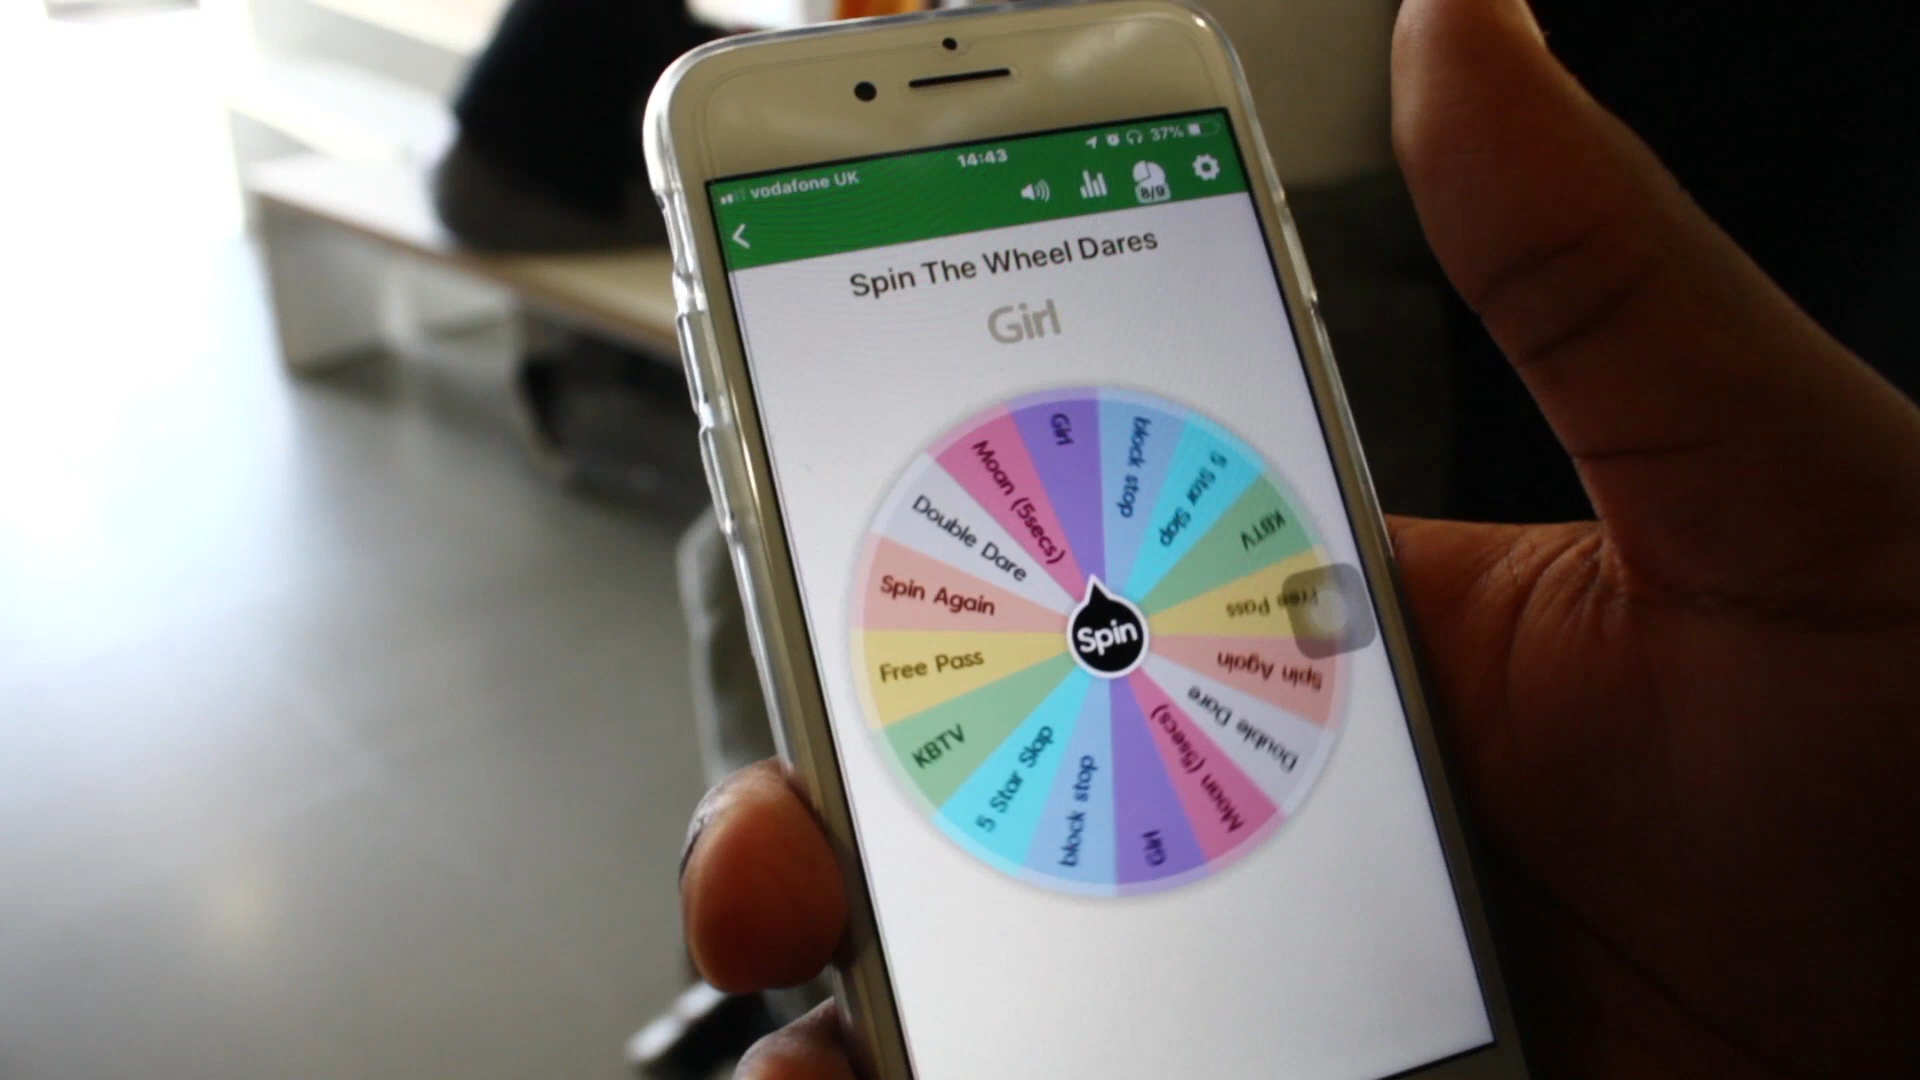 vodafone UK
14:43
37%
8/9
Spin The Wheel Dares
Girl
Girl
block stop
5 Star Slap
KBTV
Free Pass
Spin Again
Double Dare
Moan (5secs)
Girl
block stop
5 Star Slap
KBTV
Free Pass
Spin Again
Double Dare
Moan (5secs)
Spin